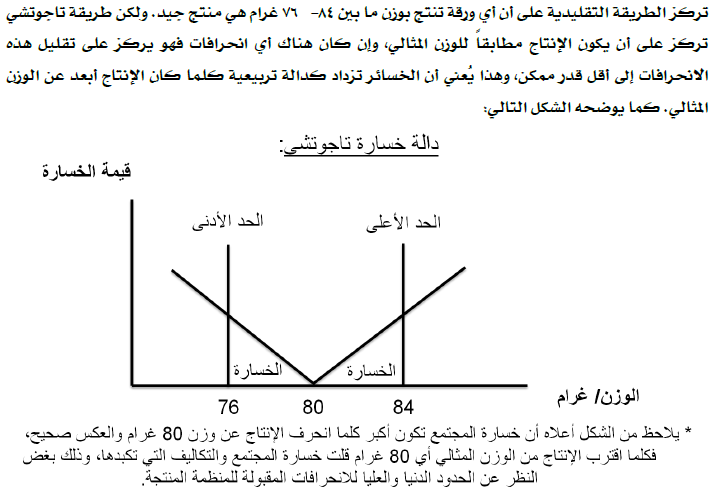 تركز الطريقة التقليدية على أن أي ورقة تنتج بوزن ما بين ٨٤- ٧٦ غرام هي منتج جيد. ولكن طريقة تاجوتشي
تركز على أن يكون الإنتاج مطابقاً للوزن المثالي، وإن كان هناك أي انحرافات فهو يركز على تقليل هذه
الانحرافات إلى أقل قدر ممكن، وهذا يُعني أن الخسائر تزداد كدالة تربيعية كلما كان الإنتاج أبعد عن الوزن
المثالي. كما يوضحه الشكل التالي:
دالة خسارة تاجوتشي:
قيمة الخسارة
الحد الأعلى
الحد الأدنى
الخسارة
الخسارة
الوزن/ غرام
76 80 84
* يلاحظ من الشكل أعلاه أن خسارة المجتمع تكون أكبر كلما انحرف الإنتاج عن وزن 80 غرام والعكس صحيح،
فكلما اقترب الإنتاج من الوزن المثالي أي 80 غرام قلت خسارة المجتمع والتكاليف التي تكبدها، وذلك بغض
النظر عن الحدود الدنيا والعليا للانحرافات المقبولة للمنظمة المنتجة.